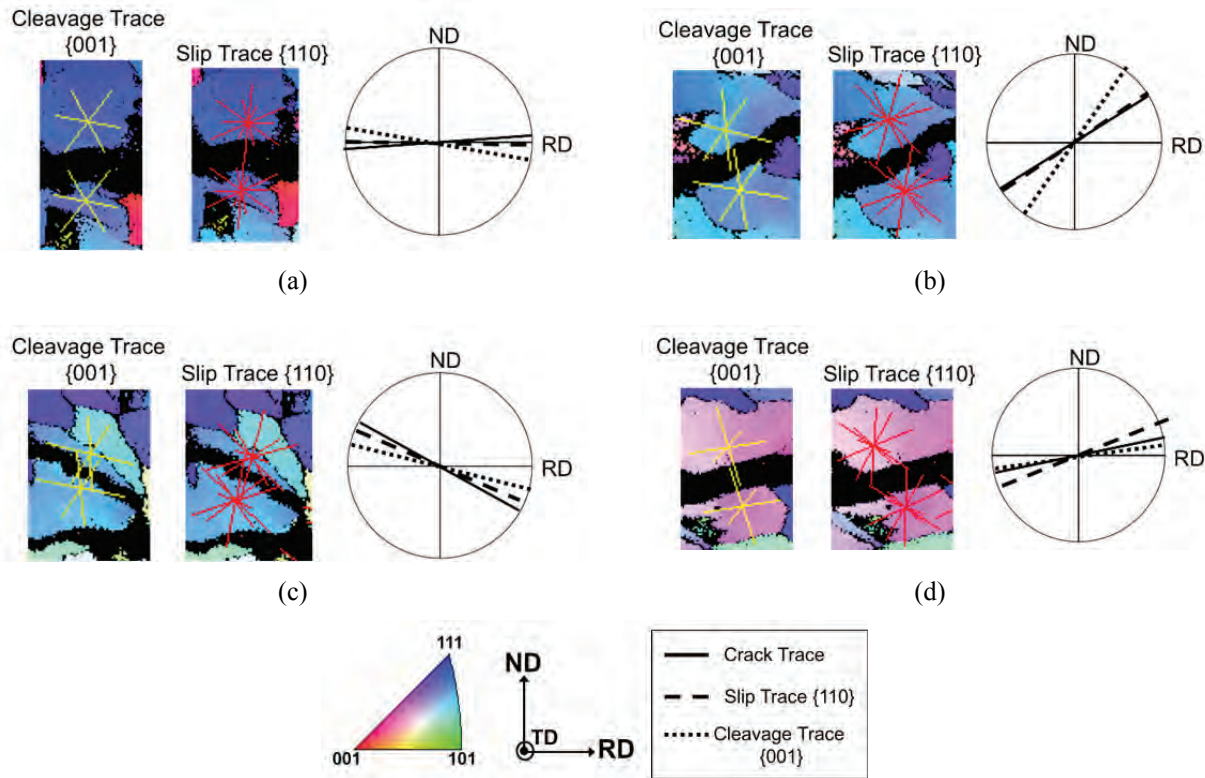 Cleavage Trace
{001}
Slip Trace {110}
ND
RD
(a)
Cleavage Trace
{001}
Slip Trace {110}
ND
RD
(b)
Cleavage Trace
{001}
Slip Trace {110}
ND
RD
(c)
Cleavage Trace
{001}
Slip Trace {110}
ND
RD
(d)
111
001
101
ND
TD
RD
Crack Trace
Slip Trace {110}
Cleavage Trace
{001}